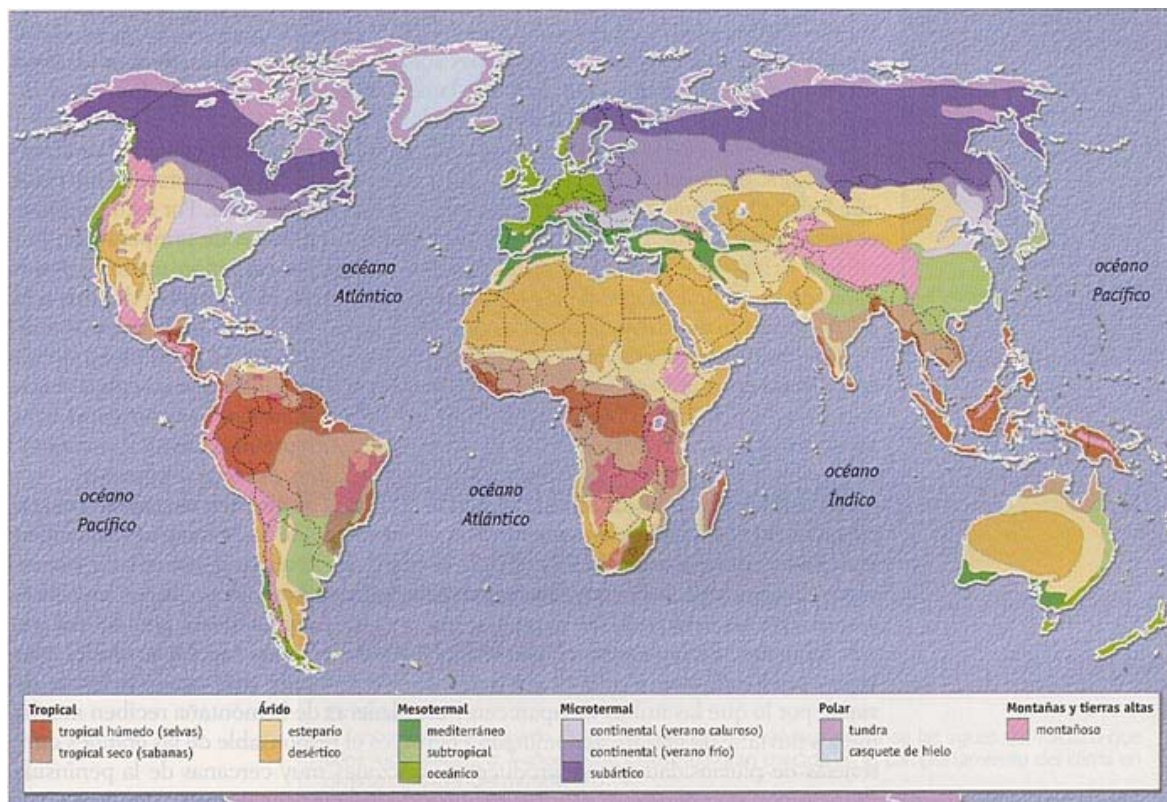 océano
Atlántico
océano
Pacífico
océano
Pacífico
océano
Atlántico
océano
Índico
Tropical
tropical húmedo (selvas)
tropical seco (sabanas)
Árido
estepario
desértico
Mesotermal
mediterráneo
subtropical
oceánico
Microtermal
continental (verano caluroso)
continental (verano frío)
subártico
Polar
tundra
casquete de hielo
Montañas y tierras altas
montañoso